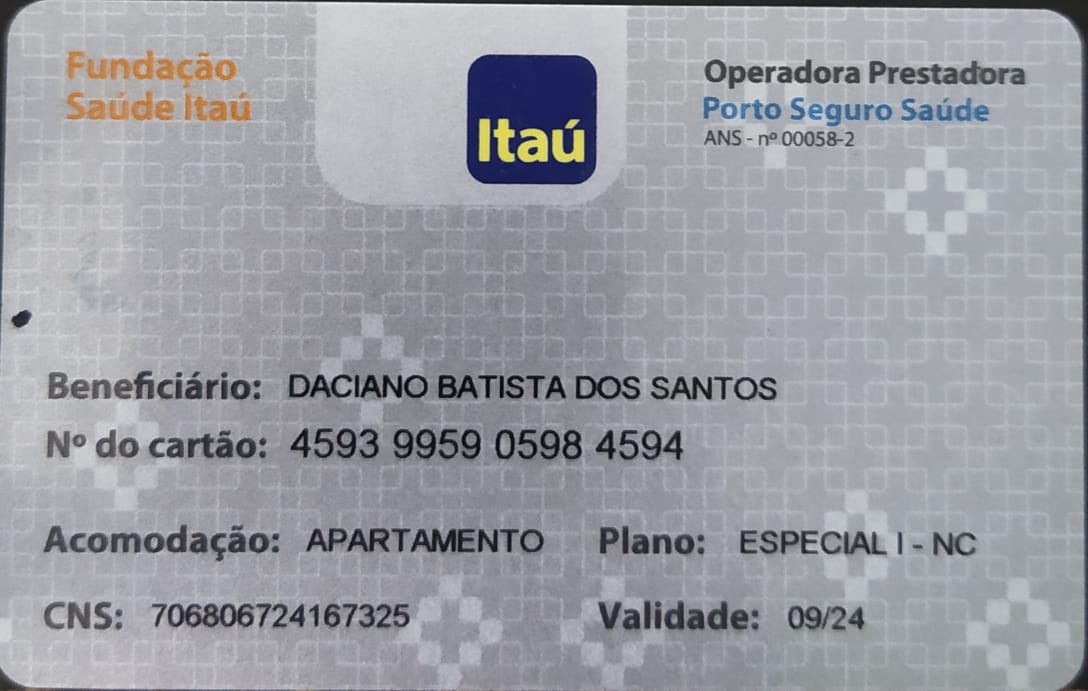 Fundação
Saúde Itaú
Itaú
Operadora Prestadora
Porto Seguro Saúde
ANS - nº 00058-2
Beneficiário: DACIANO BATISTA DOS SANTOS
Nº do cartão: 4593 9959 0598 4594
Acomodação: APARTAMENTO Plano: ESPECIAL I - NC
CNS: 706806724167325 Validade: 09/24